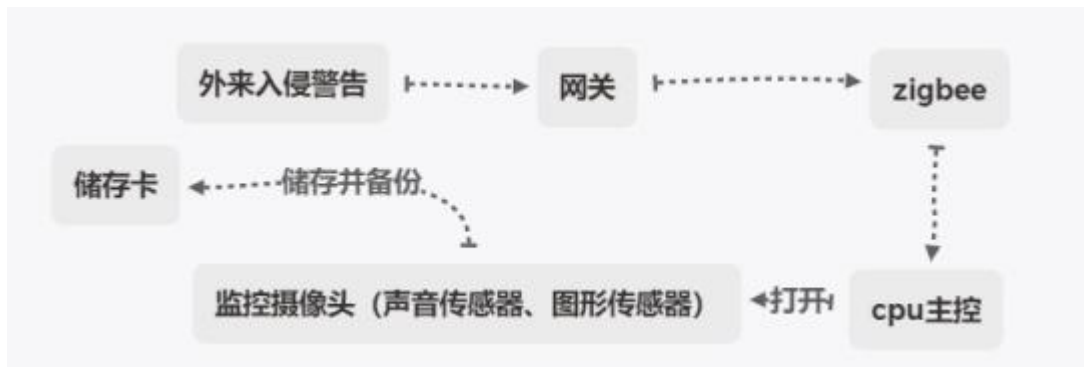 外来入侵警告
网关
zigbee
储存卡
储存并备份
监控摄像头（声音传感器、图形传感器）
打开
cpu主控